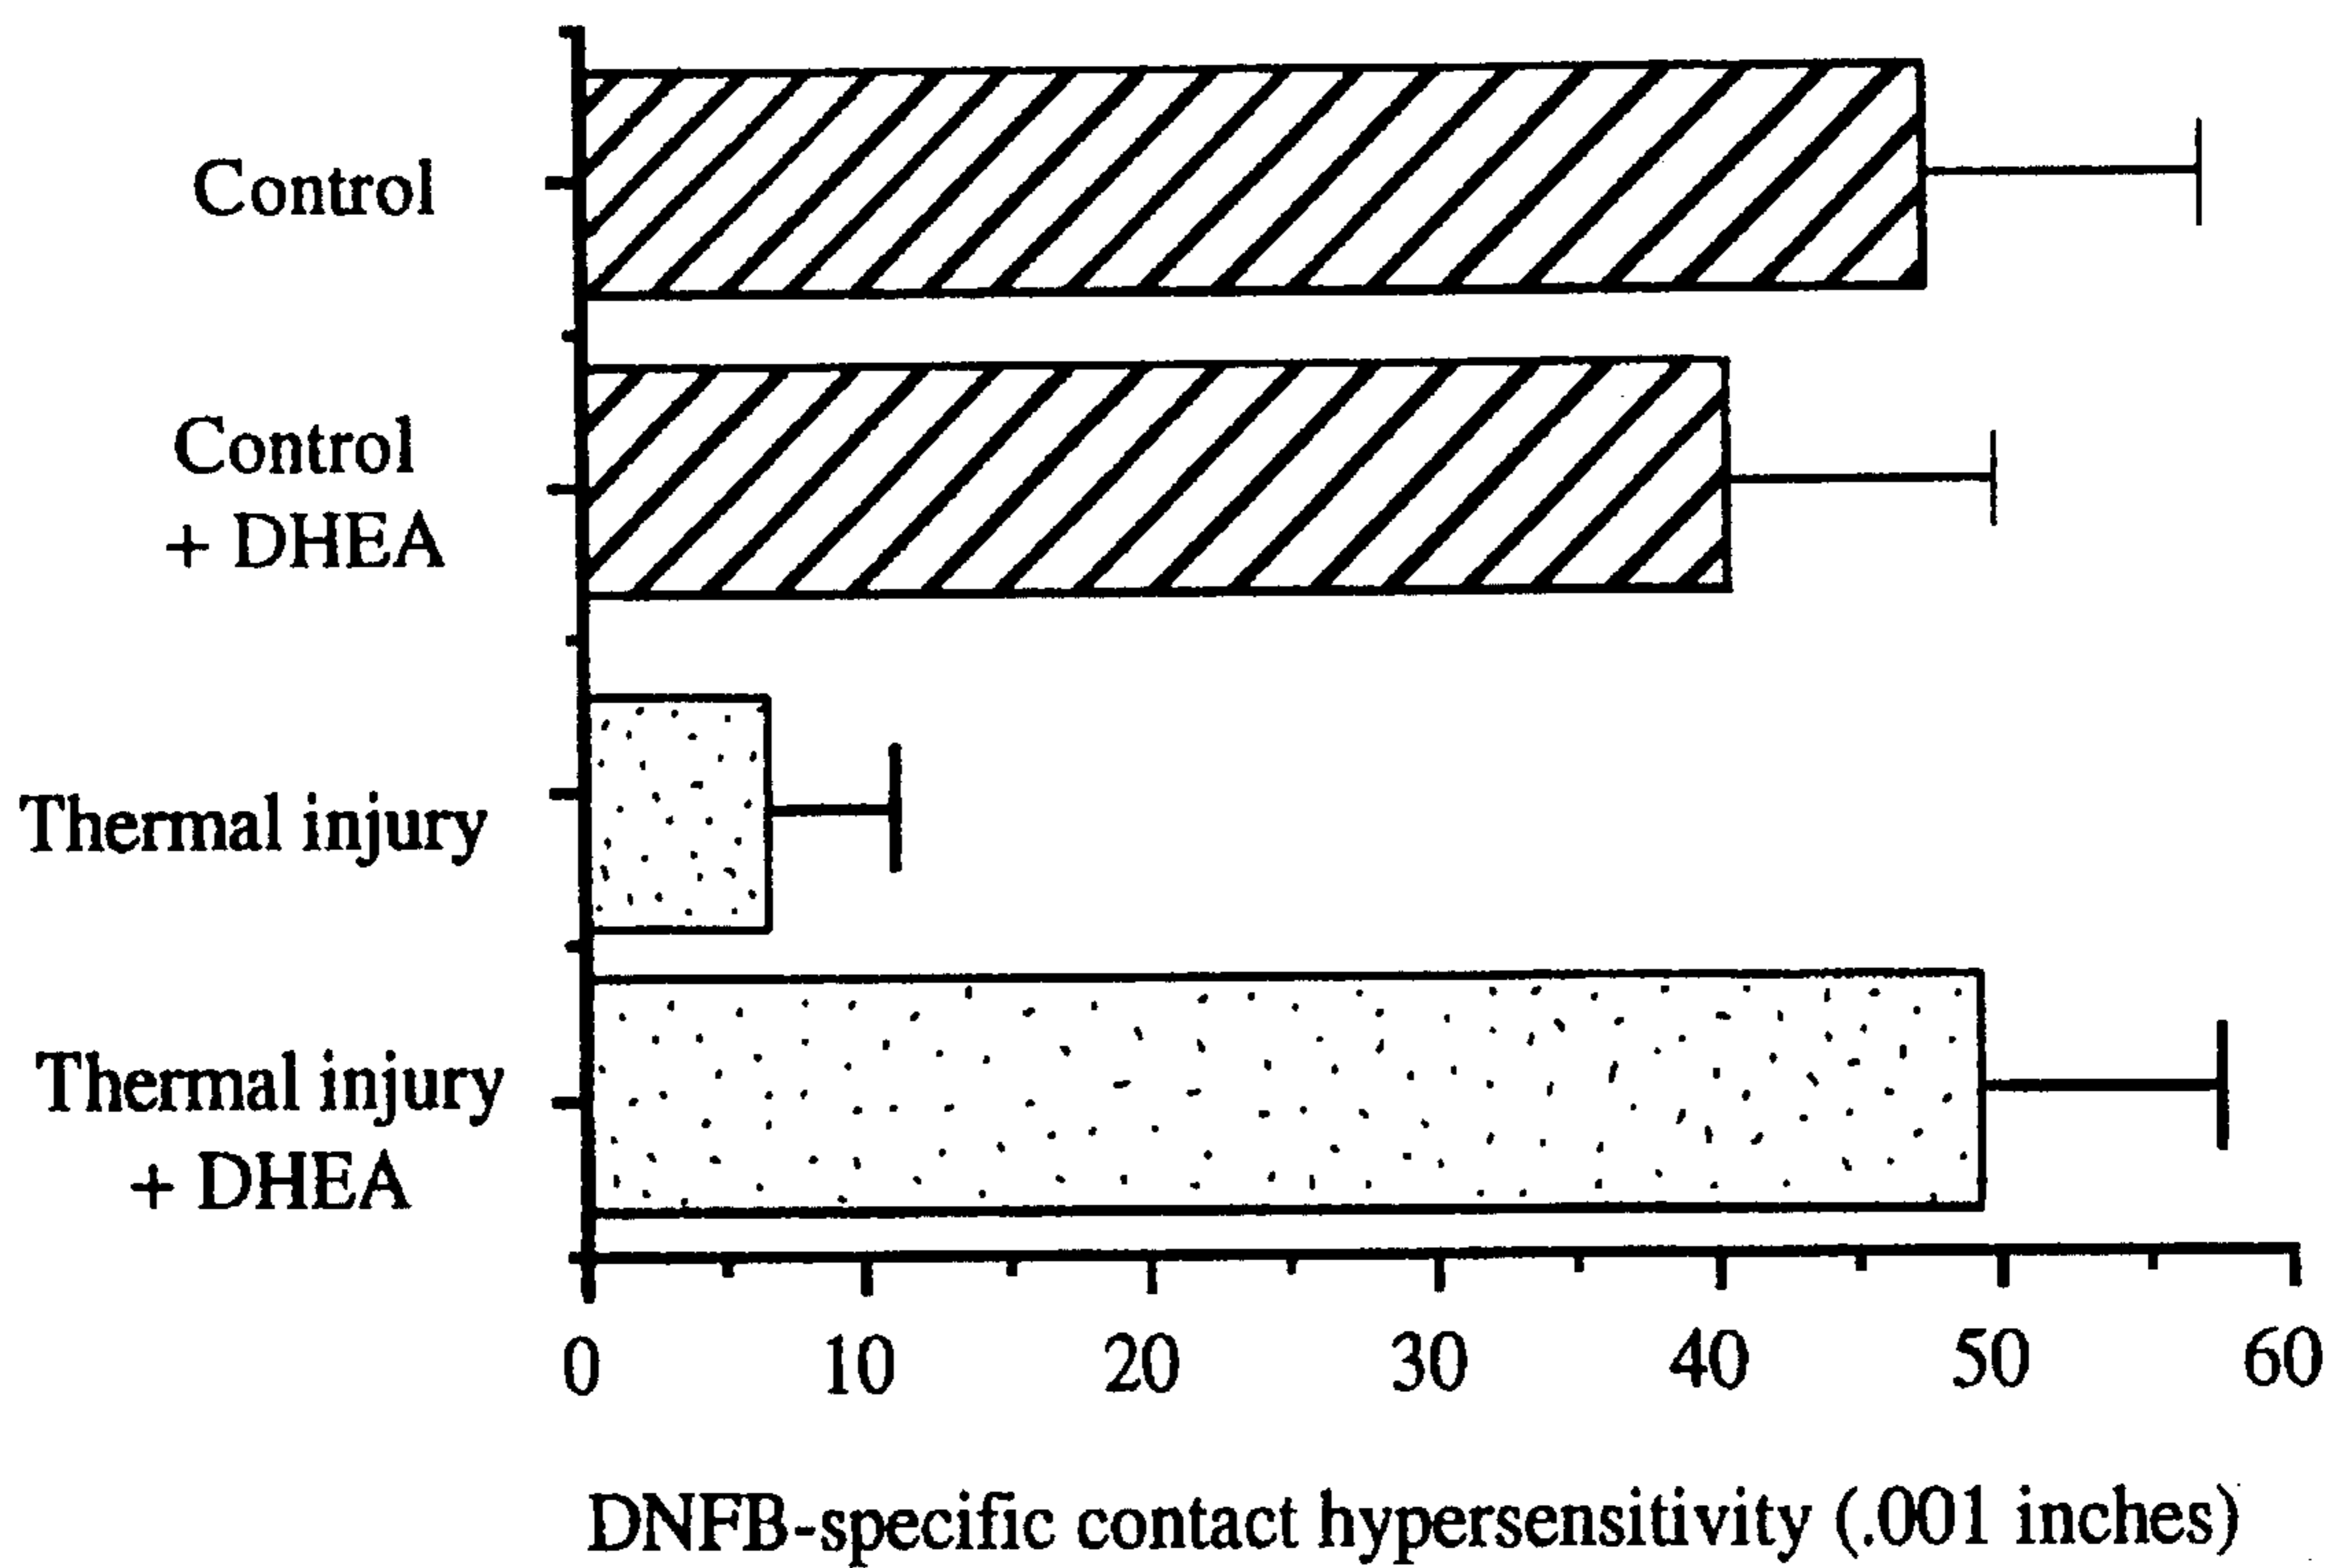 Control
Control
+ DHEA
Thermal injury
Thermal injury
+ DHEA
0 10 20 30 40 50 60
DNFB-specific contact hypersensitivity (.001 inches)